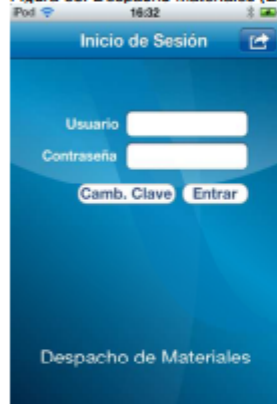 iPod 16:32
Inicio de Sesión
Usuario
Contraseña
Camb. Clave Entrar
Despacho de Materiales